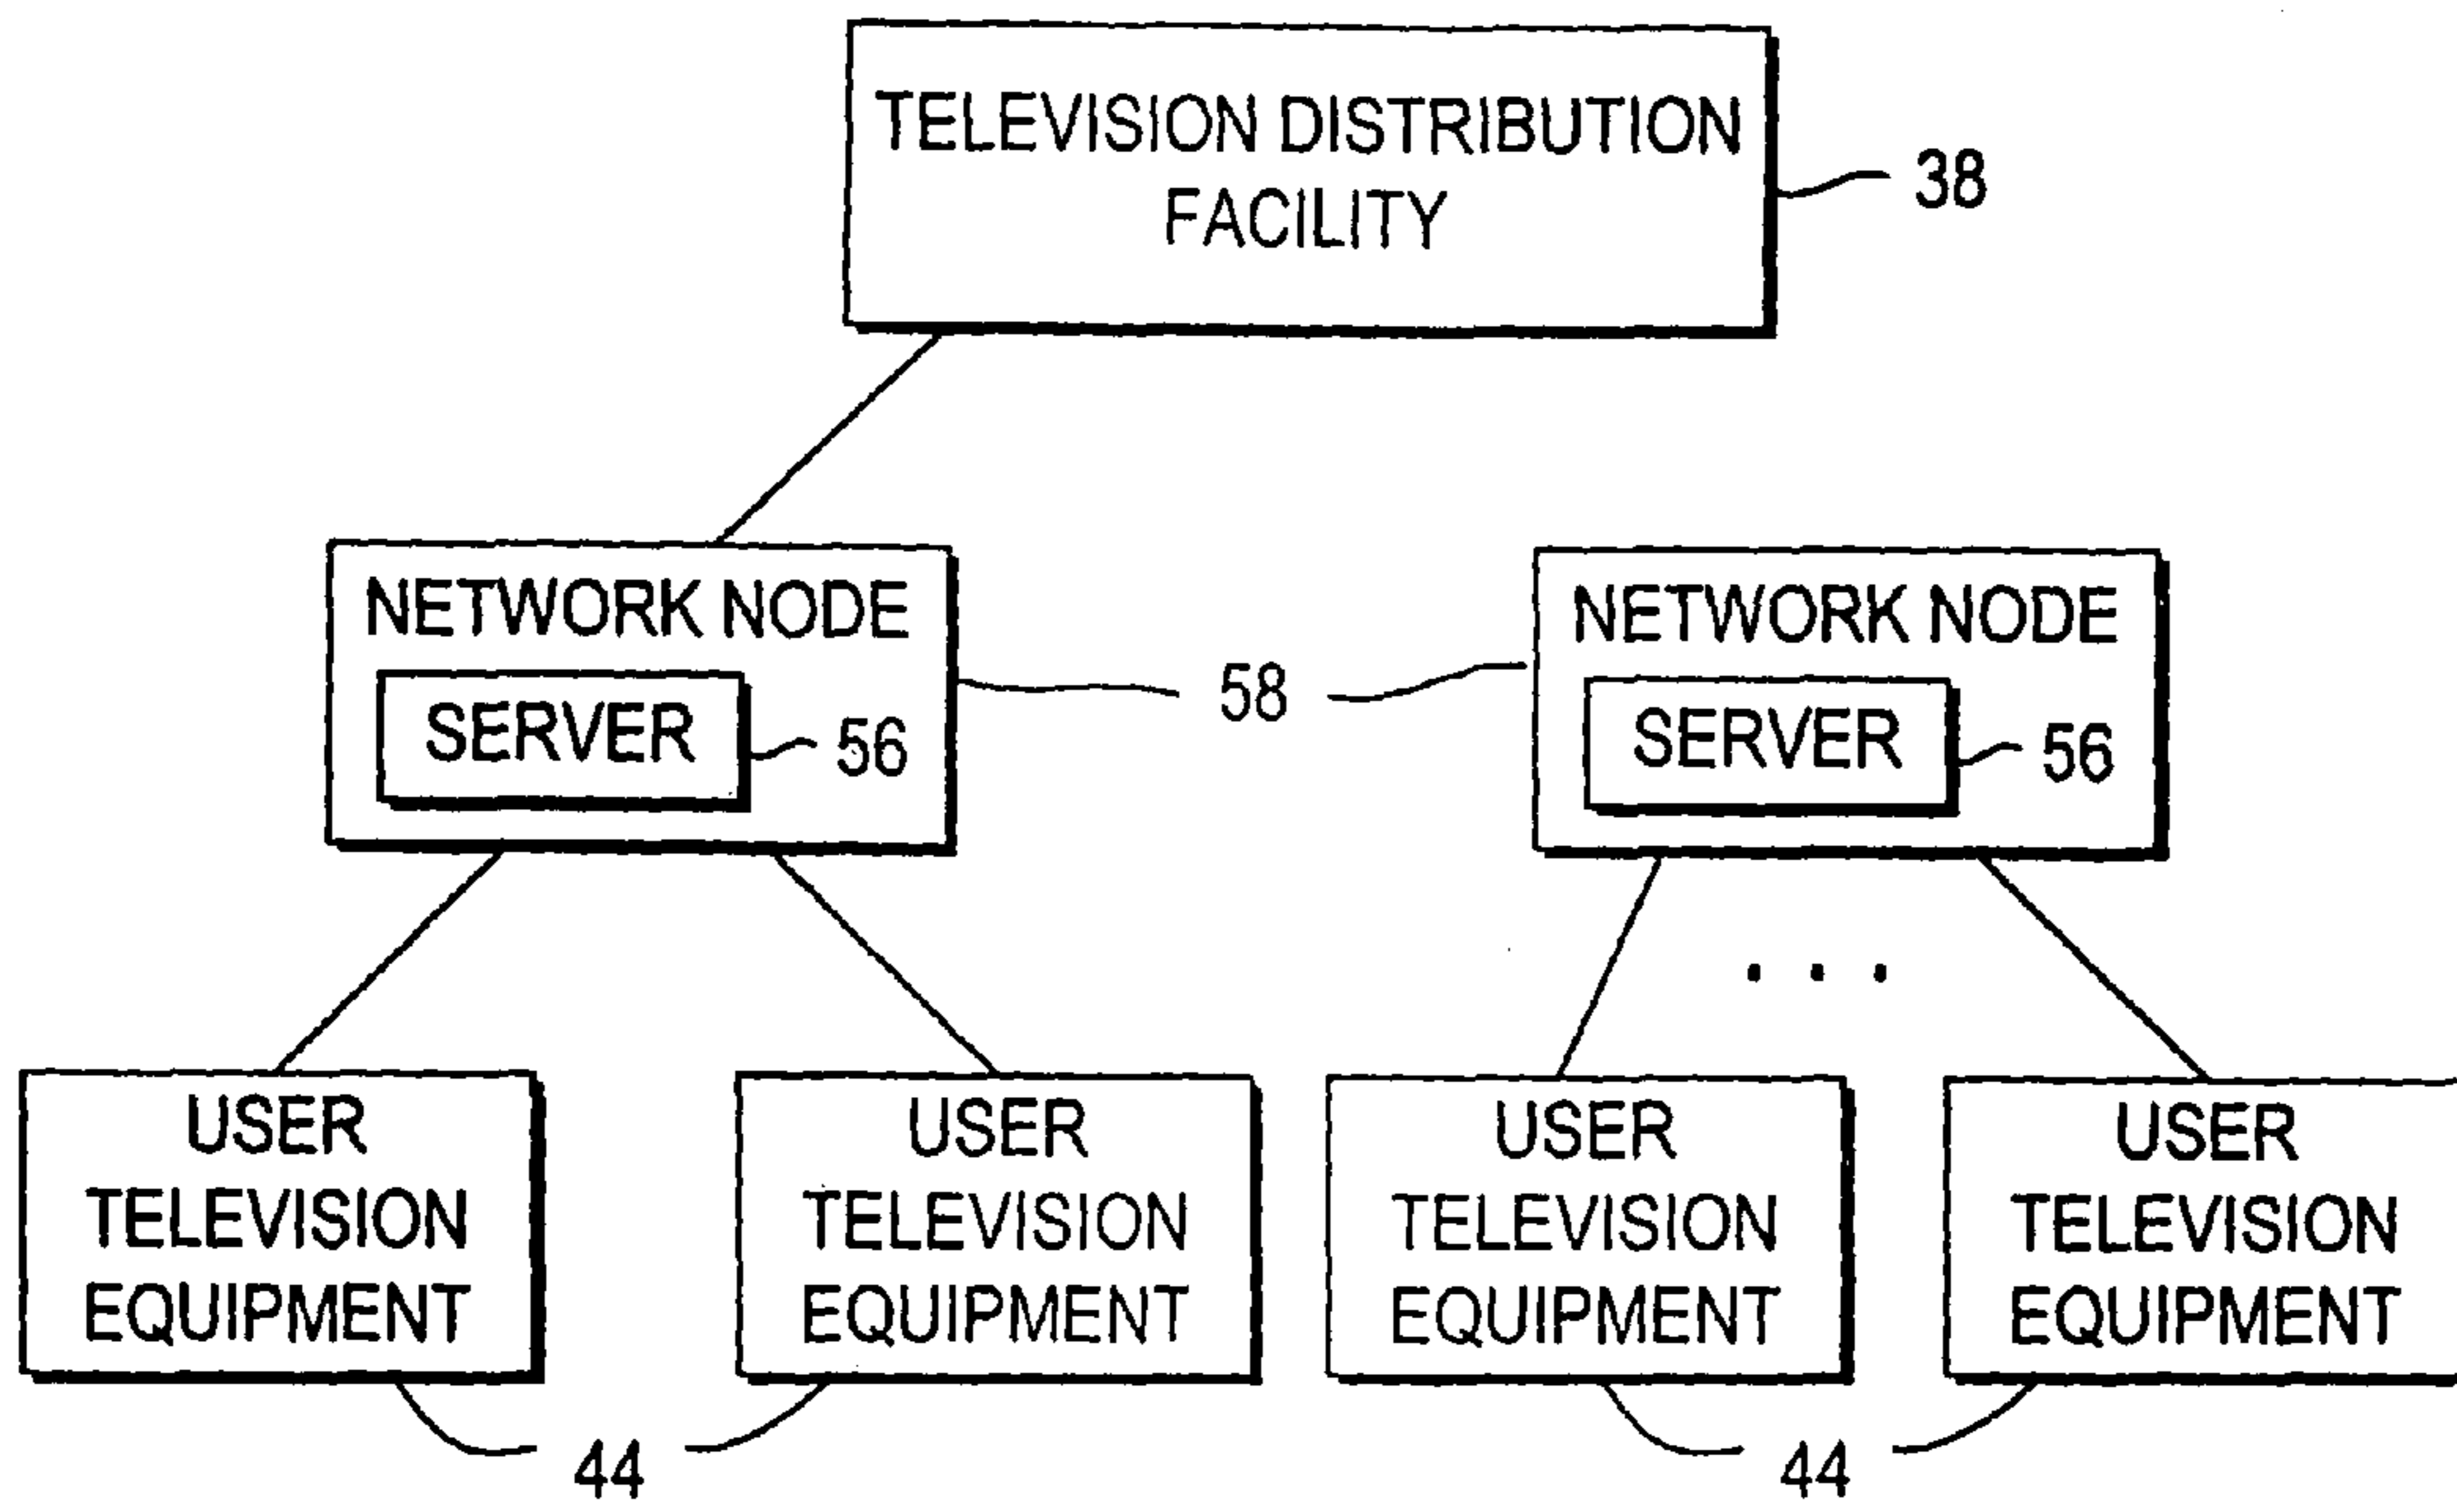 TELEVISION DISTRIBUTION
FACILITY
38
NETWORK NODE
SERVER
56
58
NETWORK NODE
SERVER
56
USER
TELEVISION
EQUIPMENT
USER
TELEVISION
EQUIPMENT
44
USER
TELEVISION
EQUIPMENT
USER
TELEVISION
EQUIPMENT
44